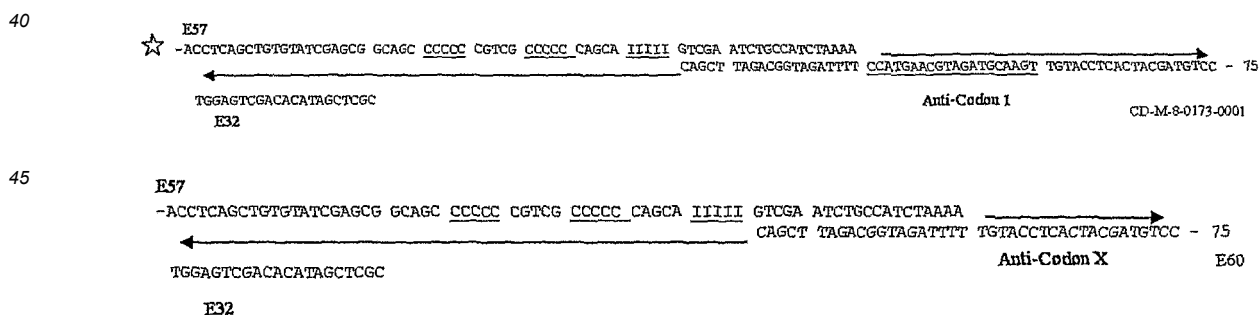 40
E57
☆ -ACCTCAGCTGTGTATCGAGCG GCAGC CCCCC CGTCG CCCCC CAGCA IIIII GTCGA ATCTGCCATCTAAAA
CAGCT TAGACGGTAGATTTT CCATGAACGTAGATGCAAGT TGTACCTCACTACGATGTCC - 75
TGGAGTCGACACATAGCTCGC
Anti-Codon 1
E32
CD-M-8-0173-0001
45
E57
-ACCTCAGCTGTGTATCGAGCG GCAGC CCCCC CGTCG CCCCC CAGCA IIIII GTCGA ATCTGCCATCTAAAA
CAGCT TAGACGGTAGATTTT TGTACCTCACTACGATGTCC - 75
TGGAGTCGACACATAGCTCGC
Anti-Codon X
E60
E32